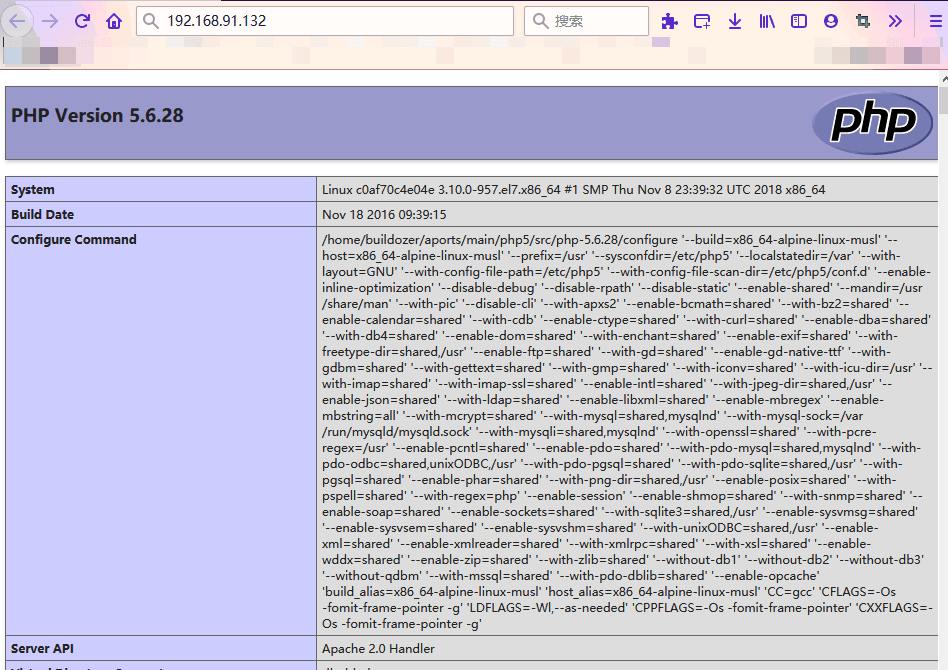 192.168.91.132
搜索
PHP Version 5.6.28
php
System
Linux c0af70c4e04e 3.10.0-957.el7.x86_64 #1 SMP Thu Nov 8 23:39:32 UTC 2018 x86_64
Build Date
Nov 18 2016 09:39:15
Configure Command
/home/buildozer/aports/main/php5/src/php-5.6.28/configure '--build=x86_64-alpine-linux-musl' '--
host=x86_64-alpine-linux-musl' '--prefix=/usr' '--sysconfdir=/etc/php5' '--localstatedir=/var' '--with-
layout=GNU' '--with-config-file-path=/etc/php5' '--with-config-file-scan-dir=/etc/php5/conf.d' '--enable-
inline-optimization' '--disable-debug' '--disable-rpath' '--disable-static' '--enable-shared' '--mandir=/usr
/share/man' '--with-pic' '--disable-cli' '--with-apxs2' '--enable-bcmath=shared' '--with-bz2=shared' '--
enable-calendar=shared' '--with-cdb' '--enable-ctype=shared' '--with-curl=shared' '--enable-dba=shared'
'--with-db4=shared' '--enable-dom=shared' '--with-enchant=shared' '--enable-exif=shared' '--with-
freetype-dir=shared,/usr' '--enable-ftp=shared' '--with-gd=shared' '--enable-gd-native-ttf' '--with-
gdbm=shared' '--with-gettext=shared' '--with-gmp=shared' '--with-iconv=shared' '--with-icu-dir=/usr' '--
with-imap=shared' '--with-imap-ssl=shared' '--enable-intl=shared' '--with-jpeg-dir=shared,/usr' '--
enable-json=shared' '--with-ldap=shared' '--enable-libxml=shared' '--enable-mbregex' '--enable-
mbstring=all' '--with-mcrypt=shared' '--with-mysql=shared,mysqlnd' '--with-mysql-sock=/var
/run/mysqld/mysqld.sock' '--with-mysqli=shared,mysqlnd' '--with-openssl=shared' '--with-pcre-
regex=/usr' '--enable-pcntl=shared' '--enable-pdo=shared' '--with-pdo-mysql=shared,mysqlnd' '--with-
pdo-odbc=shared,unixODBC,/usr' '--with-pdo-pgsql=shared' '--with-pdo-sqlite=shared,/usr' '--with-
pgsql=shared' '--enable-phar=shared' '--with-png-dir=shared,/usr' '--enable-posix=shared' '--with-
pspell=shared' '--with-regex=php' '--enable-session' '--enable-shmop=shared' '--with-snmp=shared' '--
enable-soap=shared' '--enable-sockets=shared' '--with-sqlite3=shared,/usr' '--enable-sysvmsg=shared'
'--enable-sysvsem=shared' '--enable-sysvshm=shared' '--with-unixODBC=shared,/usr' '--enable-
xml=shared' '--enable-xmlreader=shared' '--with-xmlrpc=shared' '--with-xsl=shared' '--enable-
wddx=shared' '--enable-zip=shared' '--with-zlib=shared' '--without-db1' '--without-db2' '--without-db3'
'--without-qdbm' '--with-mssql=shared' '--with-pdo-dblib=shared' '--enable-opcache'
'build_alias=x86_64-alpine-linux-musl' 'host_alias=x86_64-alpine-linux-musl' 'CC=gcc' 'CFLAGS=-Os
-fomit-frame-pointer -g' 'LDFLAGS=-Wl,--as-needed' 'CPPFLAGS=-Os -fomit-frame-pointer' 'CXXFLAGS=-
Os -fomit-frame-pointer -g'
Server API
Apache 2.0 Handler